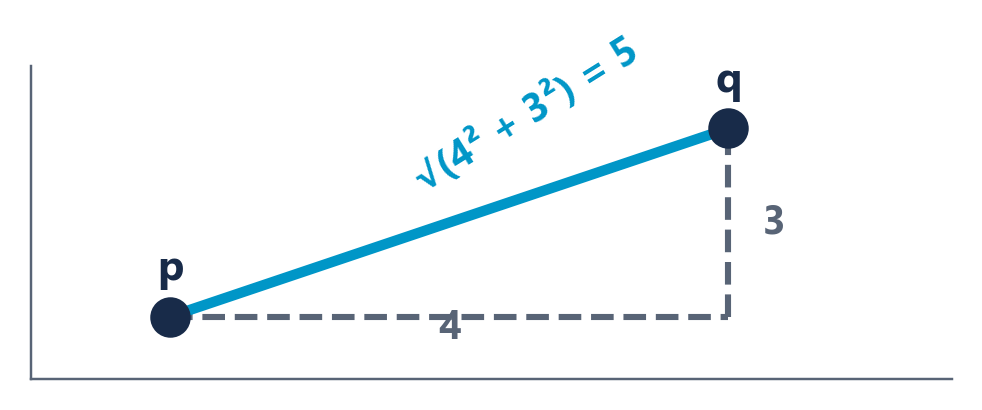 √(4² + 3²) = 5
q
3
p
4